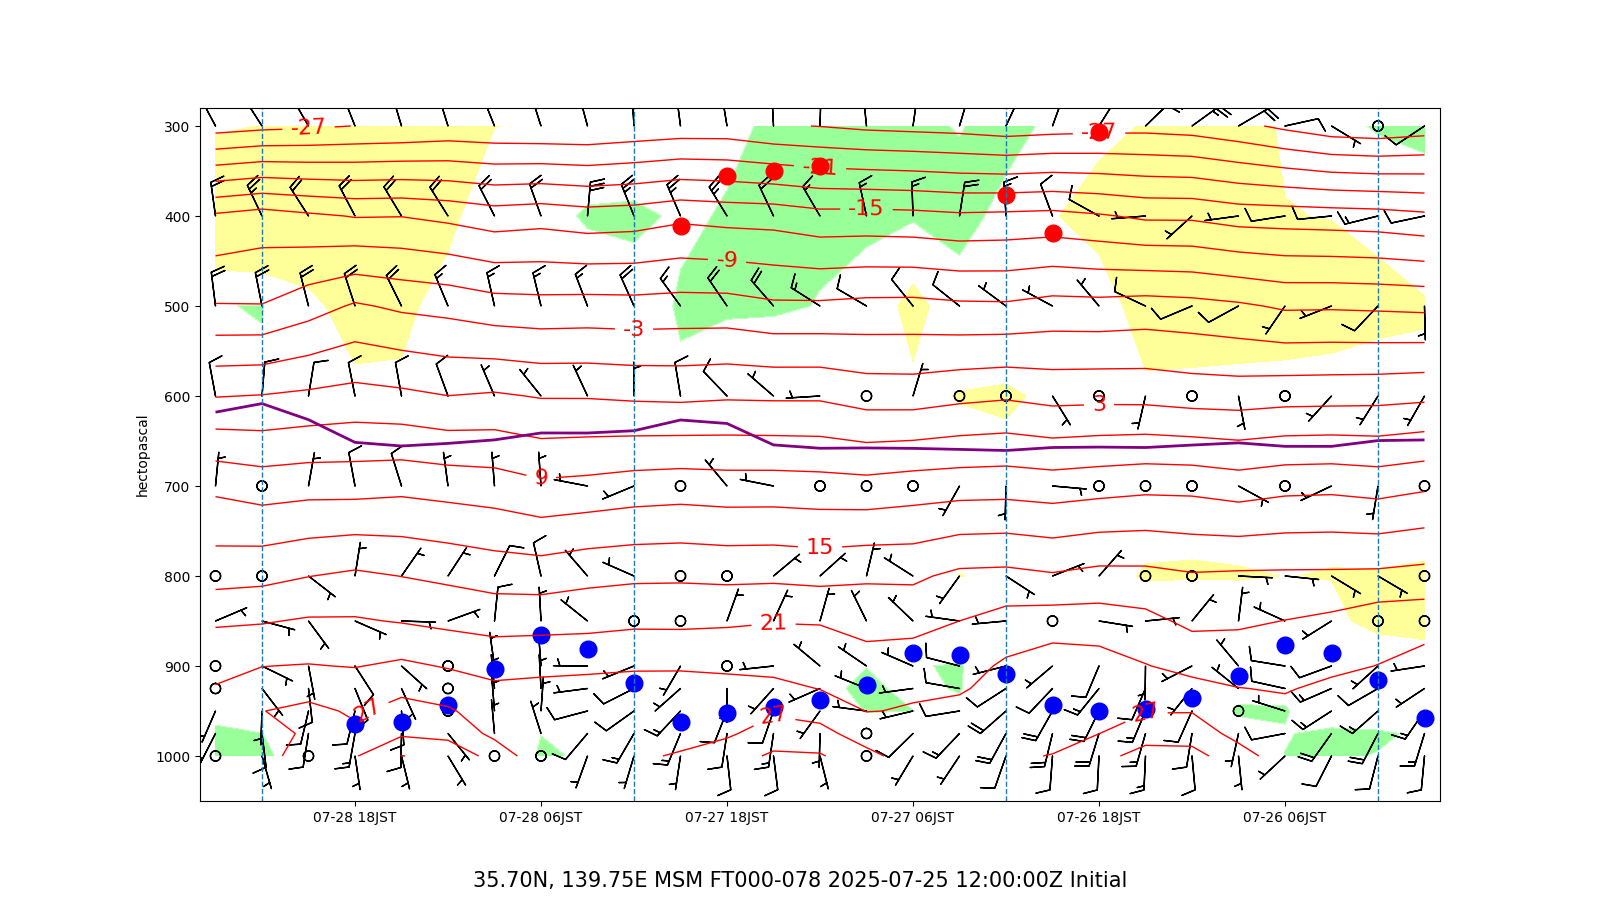 300
400
500
600
700
800
900
1000
hectopascal
-27
-27
-21
-15
-9
-3
3
9
15
21
27
27
27
07-28 18JST
07-28 06JST
07-27 18JST
07-27 06JST
07-26 18JST
07-26 06JST
35.70N, 139.75E MSM FT000-078 2025-07-25 12:00:00Z Initial